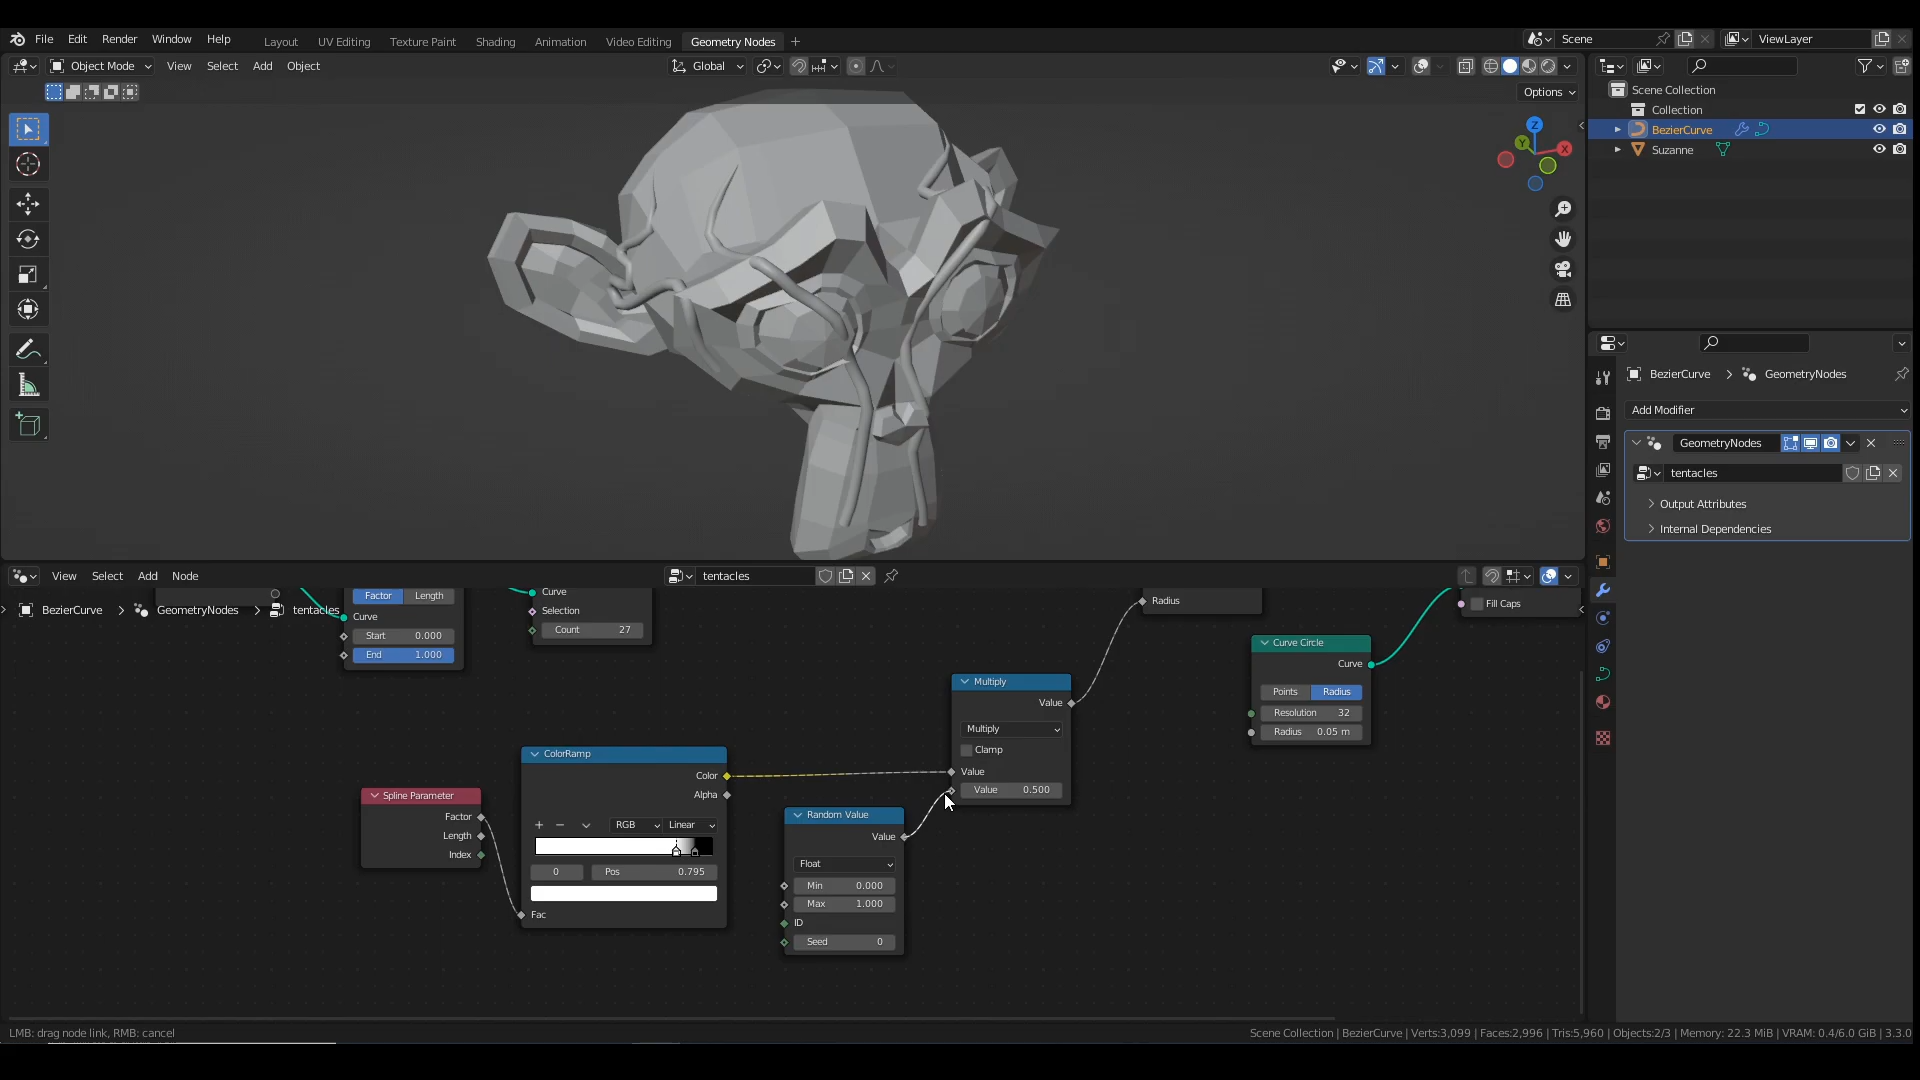 File Edit Render Window Help Layout UV Editing Texture Paint Shading Animation Video Editing Geometry Nodes + Scene ViewLayer
Object Mode View Select Add Object Global
Options
Z
Y
X
Scene Collection
Collection
BezierCurve
Suzanne
BezierCurve > GeometryNodes
Add Modifier
GeometryNodes
tentacles
Output Attributes
Internal Dependencies
View Select Add Node tentacles
BezierCurve > GeometryNodes > tentacles
Factor Length
Curve
Start 0.000
End 1.000
Curve
Selection
Count 27
Radius
Fill Caps
Curve Circle
Curve
Points Radius
Resolution 32
Radius 0.05 m
Multiply
Value
Multiply
Clamp
Value
Value 0.500
ColorRamp
Color
Alpha
RGB Linear
0 Pos 0.795
Fac
Spline Parameter
Factor
Length
Index
Random Value
Value
Float
Min 0.000
Max 1.000
ID
Seed 0
LMB: drag node link, RMB: cancel
Scene Collection | BezierCurve | Verts:3,099 | Faces:2,996 | Tris:5,960 | Objects:2/3 | Memory: 22.3 MiB | VRAM: 0.4/6.0 GiB | 3.3.0